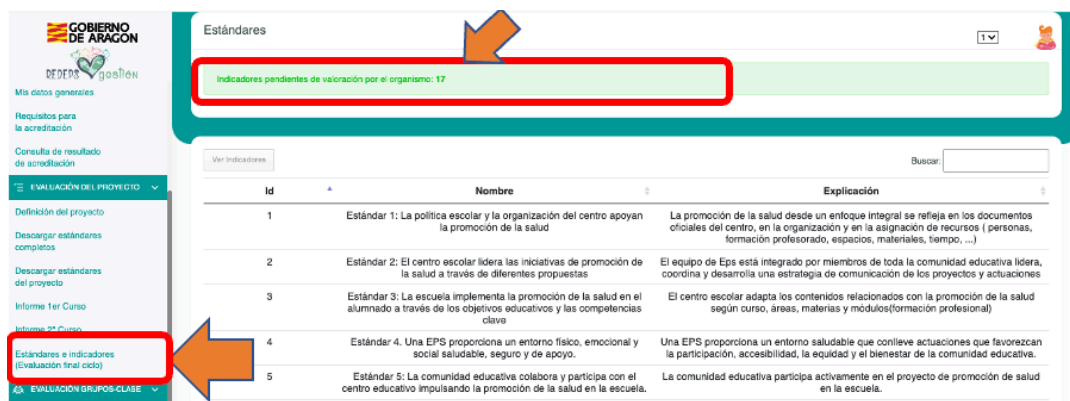 GOBIERNO
DE ARAGON
REDEPS gestión
Mis datos generales
Requisitos para
la acreditación
Consulta de resultado
de acreditación
EVALUACIÓN DEL PROYECTO
Definición del proyecto
Descargar estándares
completos
Descargar estándares
del proyecto
Informe 1er Curso
Informe 2º Curso
Estándares e indicadores
(Evaluación final ciclo)
EVALUACIÓN GRUPOS-CLASE
Estándares
1
Indicadores pendientes de valoración por el organismo: 17
Ver Indicadores
Buscar:
Id Nombre Explicación
1 Estándar 1: La política escolar y la organización del centro apoyan La promoción de la salud desde un enfoque integral se refleja en los documentos
la promoción de la salud oficiales del centro, en la organización y en la asignación de recursos ( personas,
formación profesorado, espacios, materiales, tiempo, ...)
2 Estándar 2: El centro escolar lidera las iniciativas de promoción de El equipo de Eps está integrado por miembros de toda la comunidad educativa lidera,
la salud a través de diferentes propuestas coordina y desarrolla una estrategia de comunicación de los proyectos y actuaciones
3 Estándar 3: La escuela implementa la promoción de la salud en el El centro escolar adapta los contenidos relacionados con la promoción de la salud
alumnado a través de los objetivos educativos y las competencias según curso, áreas, materias y módulos(formación profesional)
clave
4 Estándar 4. Una EPS proporciona un entorno físico, emocional y Una EPS proporciona un entorno saludable que conlleve actuaciones que favorezcan
social saludable, seguro y de apoyo. la participación, accesibilidad, la equidad y el bienestar de la comunidad educativa.
5 Estándar 5: La comunidad educativa colabora y participa con el La comunidad educativa participa activamente en el proyecto de promoción de salud
centro educativo impulsando la promoción de la salud en la escuela. en la escuela.